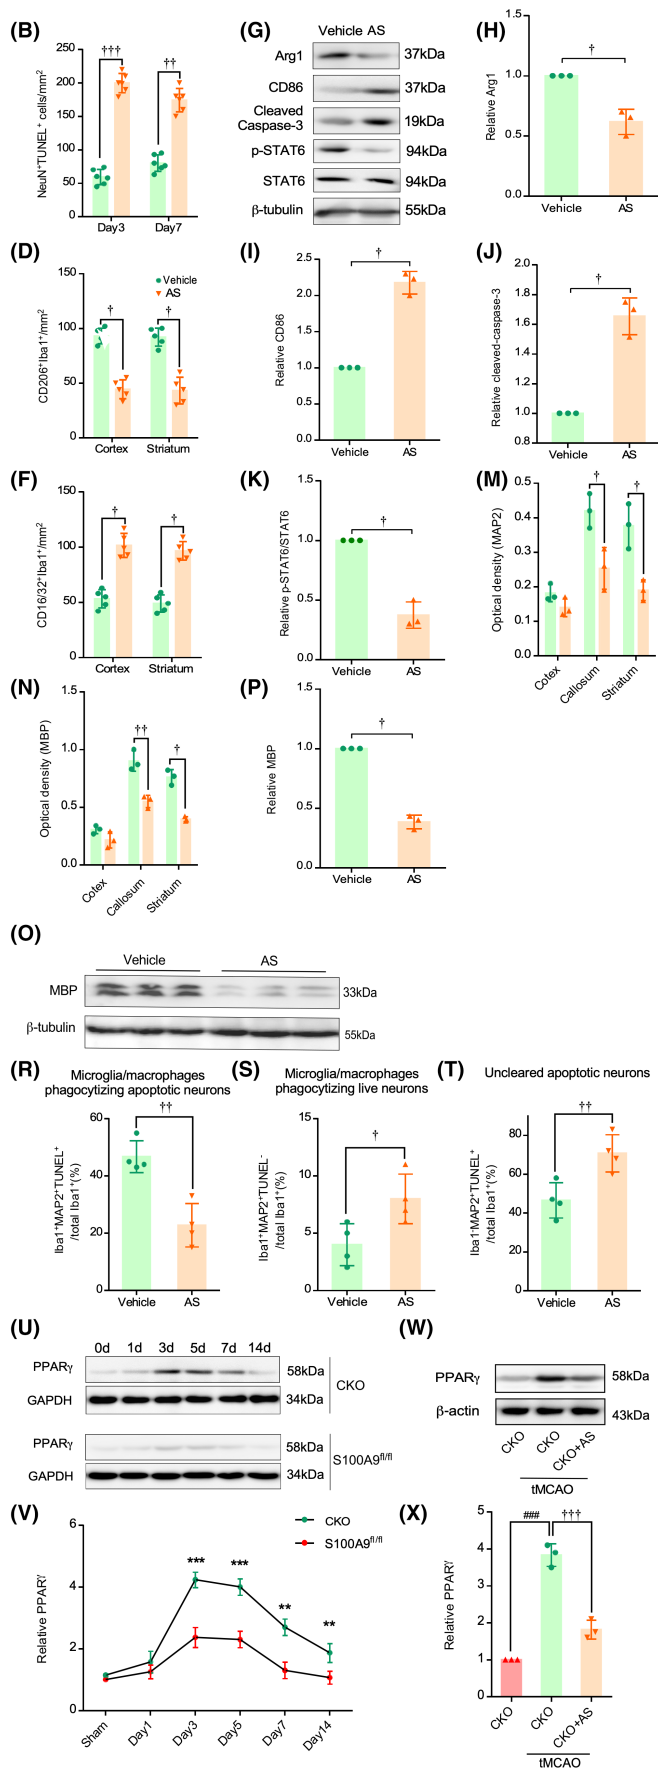 (B)
NeuN⁺TUNEL⁺ cells/mm²
250
200
150
100
50
0
†††
††
Day3
Day7
(G)
Vehicle AS
Arg1
37kDa
CD86
37kDa
Cleaved
Caspase-3
19kDa
p-STAT6
94kDa
STAT6
94kDa
β-tubulin
55kDa
(H)
Relative Arg1
1.5
1.0
0.5
0.0
†
Vehicle
AS
(D)
CD206⁺Iba1⁺/mm²
150
100
50
0
Vehicle
AS
†
†
Cortex
Striatum
(I)
Relative CD86
2.5
2.0
1.5
1.0
0.5
0.0
†
Vehicle
AS
(J)
Relative cleaved-caspase-3
2.0
1.8
1.6
1.4
1.2
1.0
0.8
†
Vehicle
AS
(F)
CD16/32⁺Iba1⁺/mm²
150
100
50
0
†
†
Cortex
Striatum
(K)
Relative p-STAT6/STAT6
1.5
1.0
0.5
0.0
†
Vehicle
AS
(M)
Optical density (MAP2)
0.5
0.4
0.3
0.2
0.1
0.0
†
†
Cotex
Callosum
Striatum
(N)
Optical density (MBP)
1.5
1.0
0.5
0.0
††
†
Cotex
Callosum
Striatum
(P)
Relative MBP
1.5
1.0
0.5
0.0
†
Vehicle
AS
(O)
Vehicle
AS
MBP
33kDa
β-tubulin
55kDa
(R)
Microglia/macrophages
phagocytizing apoptotic neurons
Iba1⁺MAP2⁺TUNEL⁺
/total Iba1⁺(%)
60
40
20
0
††
Vehicle
AS
(S)
Microglia/macrophages
phagocytizing live neurons
Iba1⁺MAP2⁺TUNEL⁻
/total Iba1⁺(%)
15
10
5
0
†
Vehicle
AS
(T)
Uncleared apoptotic neurons
Iba1⁻MAP2⁺TUNEL⁺
/total Iba1⁺(%)
80
60
40
20
0
††
Vehicle
AS
(U)
0d 1d 3d 5d 7d 14d
PPARγ
58kDa
GAPDH
34kDa
CKO
PPARγ
58kDa
GAPDH
34kDa
S100A9fl/fl
(W)
PPARγ
58kDa
β-actin
43kDa
CKO
CKO
CKO+AS
tMCAO
(V)
Relative PPARγ
6
4
2
0
CKO
S100A9fl/fl
***
***
**
**
Sham
Day1
Day3
Day5
Day7
Day14
(X)
Relative PPARγ
5
4
3
2
1
0
###
†††
CKO
CKO
CKO+AS
tMCAO